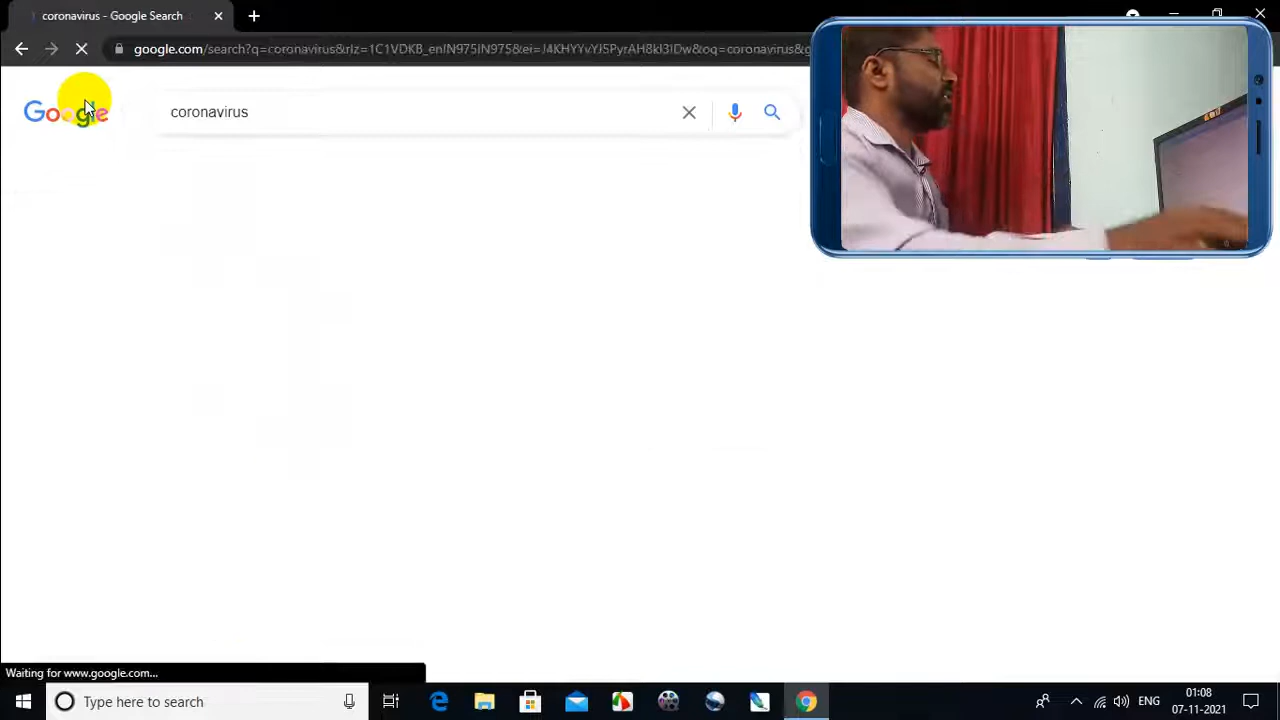 coronavirus - Google Search
google.com/search?q=coronavirus&rlz=1C1VDKB_enIN975IN975&ei=
Google
coronavirus
Waiting for www.google.com...
Type here to search
ENG
01:08
07-11-2021